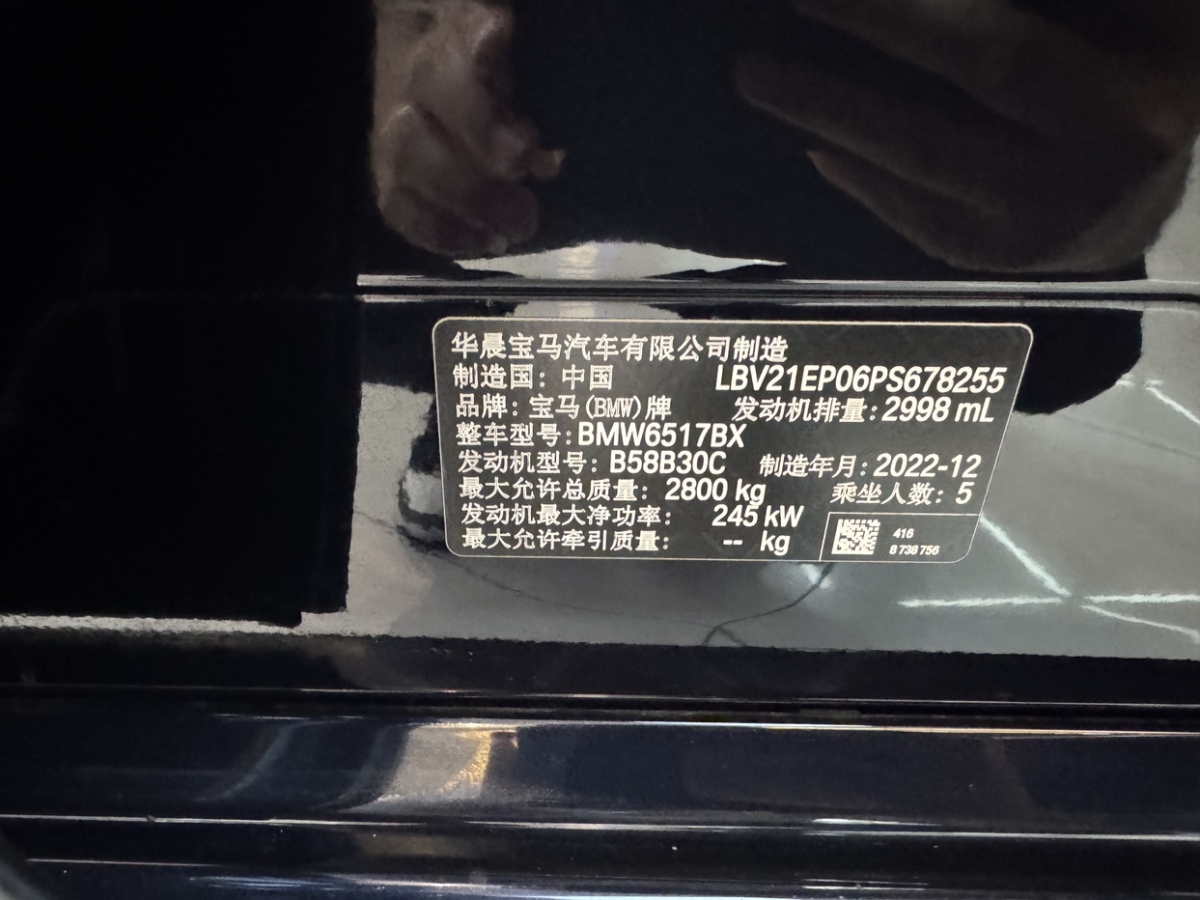 华晨宝马汽车有限公司制造
制造国：中国 LBV21EP06PS678255
品牌：宝马(BMW)牌 发动机排量：2998 mL
整车型号：BMW6517BX
发动机型号：B58B30C 制造年月：2022-12
最大允许总质量：2800 kg 乘坐人数：5
发动机最大净功率：245 kW
最大允许牵引质量：-- kg
416
8 738 756